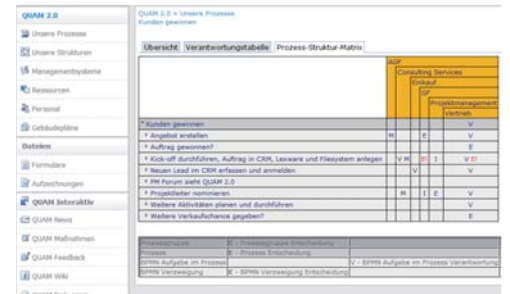 QUAM 2.0
Unsere Prozesse
Unsere Strukturen
Managementsysteme
Ressourcen
Personal
Gebäudepläne
Dateien
Formulare
Aufzeichnungen
QUAM Interaktiv
QUAM News
QUAM Maßnahmen
QUAM Feedback
QUAM Wiki
QUAM 2.0 > Unsere Prozesse
Kunden gewinnen
Übersicht Verantwortungstabelle Prozess-Struktur-Matrix
AGF
Consulting Services
Einkauf
GF
Projektmanagement
Vertrieb
Kunden gewinnen V
Angebot erstellen M E V
Auftrag gewonnen? E
Kick-off durchführen, Auftrag in CRM, Lexware und Filesystem anlegen V M EI I V EI
Neuen Lead im CRM erfassen und anmelden V V
PM Forum sieht QUAM 2.0
Projektleiter nominieren M I E V
Weitere Aktivitäten planen und durchführen V
Weitere Verkaufschance gegeben? E
Prozessgruppe E - Prozessgruppe Entscheidung
Prozess E - Prozess Entscheidung
BPMN Aufgabe im Prozess V - BPMN Aufgabe im Prozess Verantwortung
BPMN Verzweigung E - BPMN Verzweigung Entscheidung